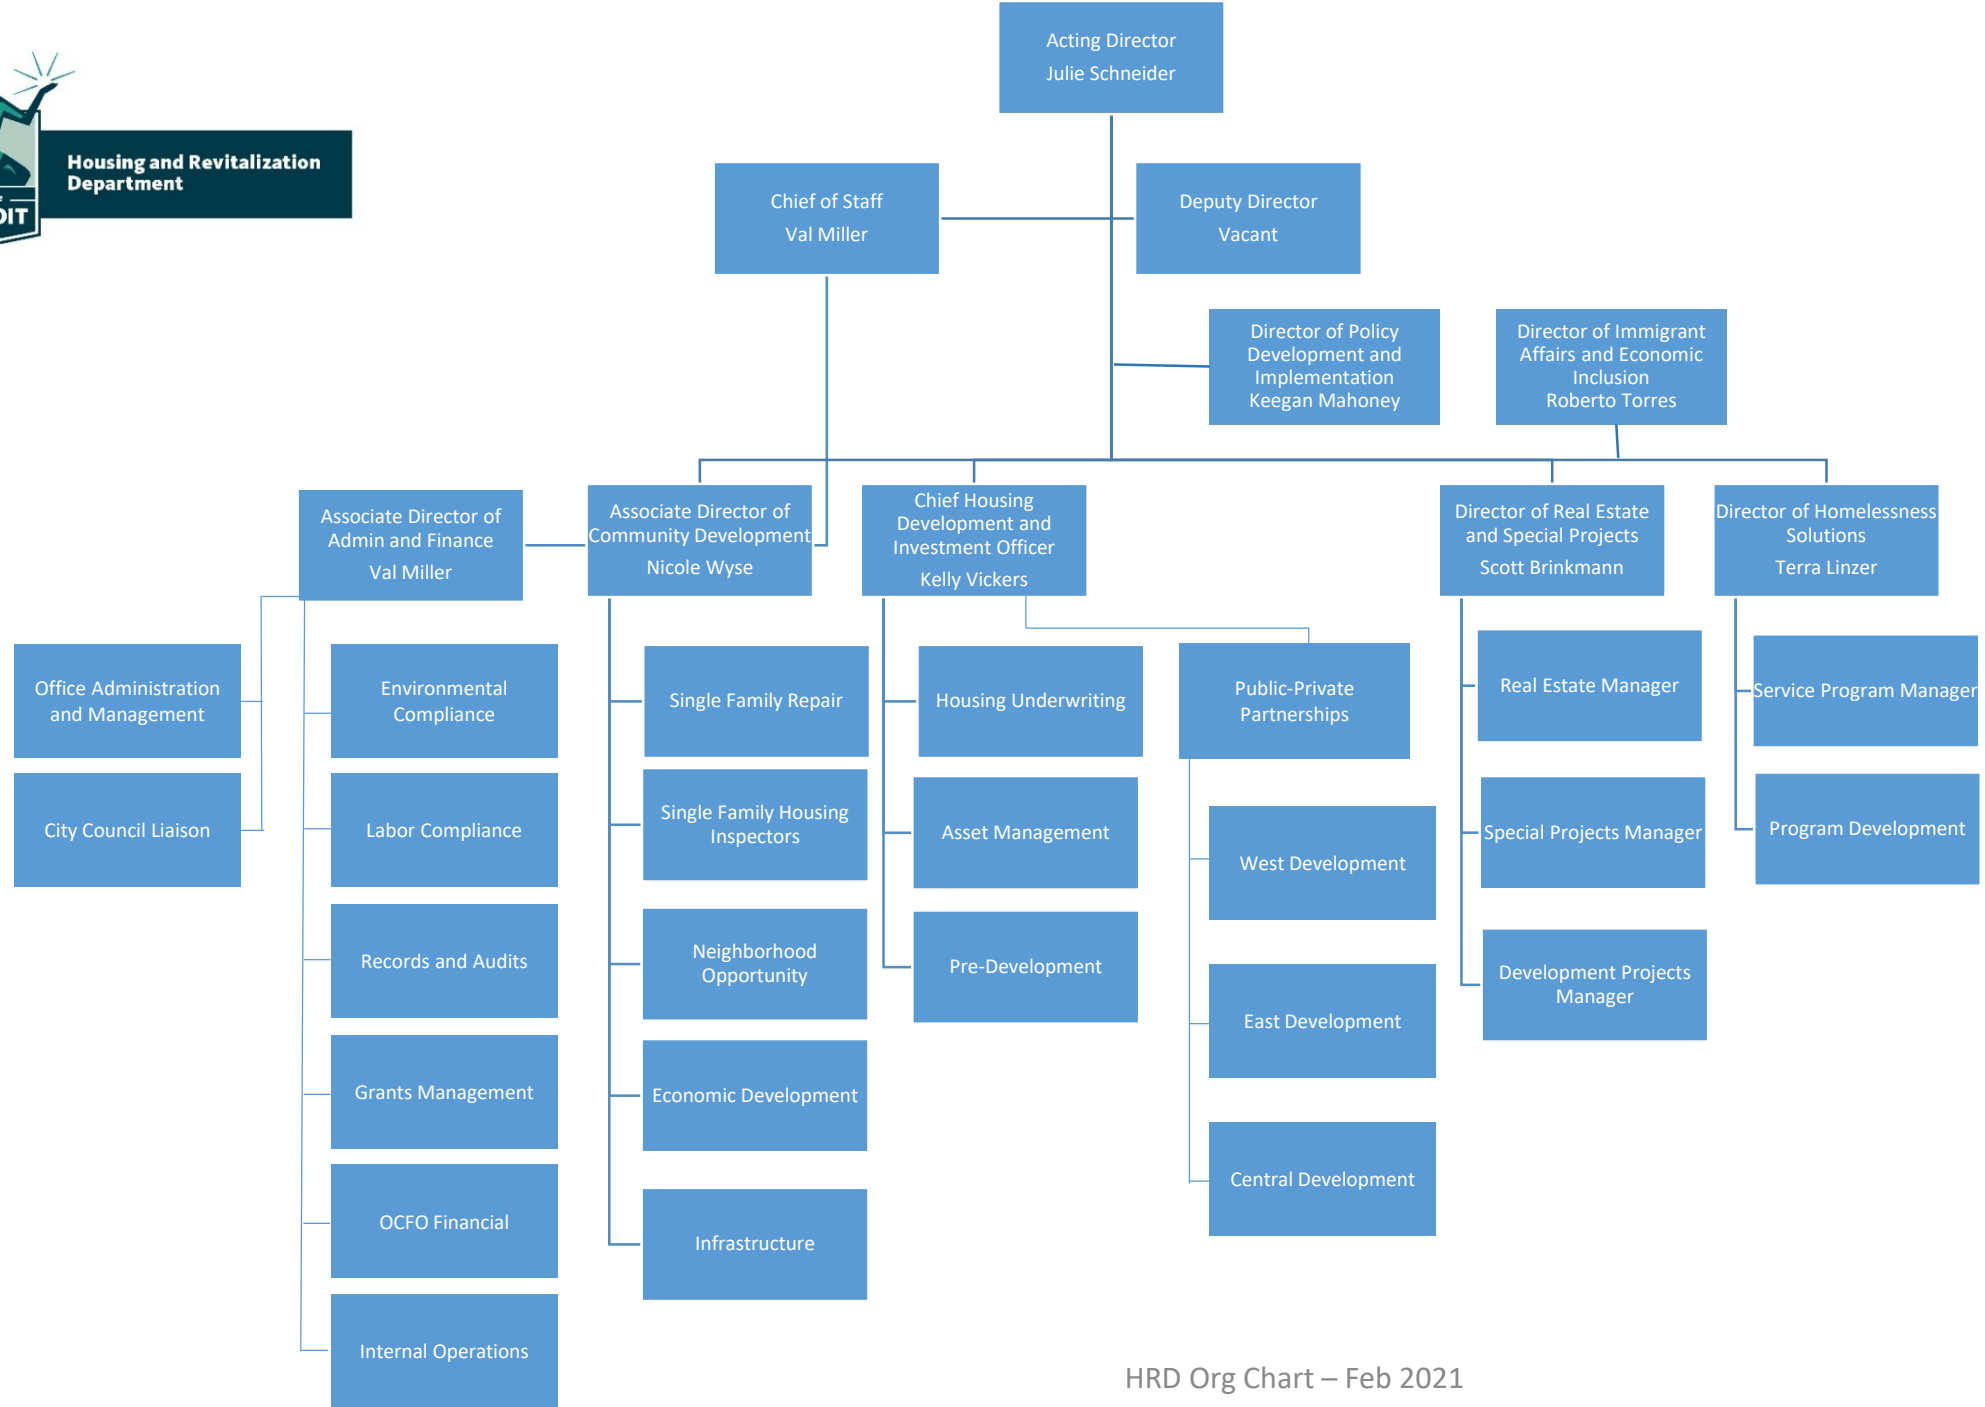 Acting Director
Julie Schneider
Housing and Revitalization
Department
Chief of Staff
Val Miller
Deputy Director
Vacant
Director of Policy
Development and
Implementation
Keegan Mahoney
Director of Immigrant
Affairs and Economic
Inclusion
Roberto Torres
Associate Director of
Admin and Finance
Val Miller
Associate Director of
Community Development
Nicole Wyse
Chief Housing
Development and
Investment Officer
Kelly Vickers
Director of Real Estate
and Special Projects
Scott Brinkmann
Director of Homelessness
Solutions
Terra Linzer
Office Administration
and Management
City Council Liaison
Environmental
Compliance
Labor Compliance
Records and Audits
Grants Management
OCFO Financial
Internal Operations
Single Family Repair
Single Family Housing
Inspectors
Neighborhood
Opportunity
Economic Development
Infrastructure
Housing Underwriting
Asset Management
Pre-Development
Public-Private
Partnerships
West Development
East Development
Central Development
Real Estate Manager
Special Projects Manager
Development Projects
Manager
Service Program Manager
Program Development
HRD Org Chart – Feb 2021